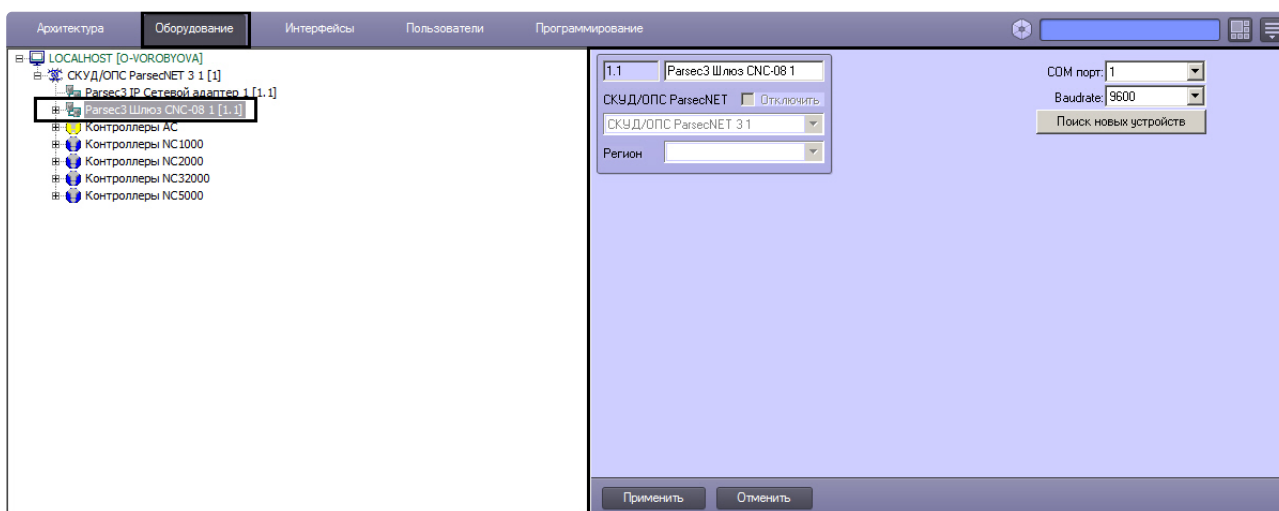 Архитектура Оборудование Интерфейсы Пользователи Программирование
LOCALHOST [O-VOROBYOVA]
СКУД/ОПС ParsecNET 3 1 [1]
Parsec3 IP Сетевой адаптер 1 [1.1]
Parsec3 Шлюз CNC-08 1 [1.1]
Контроллеры AC
Контроллеры NC1000
Контроллеры NC2000
Контроллеры NC32000
Контроллеры NC5000
1.1 Parsec3 Шлюз CNC-08 1
СКУД/ОПС ParsecNET Отключить
СКУД/ОПС ParsecNET 3 1
Регион
COM порт: 1
Baudrate: 9600
Поиск новых устройств
Применить Отменить